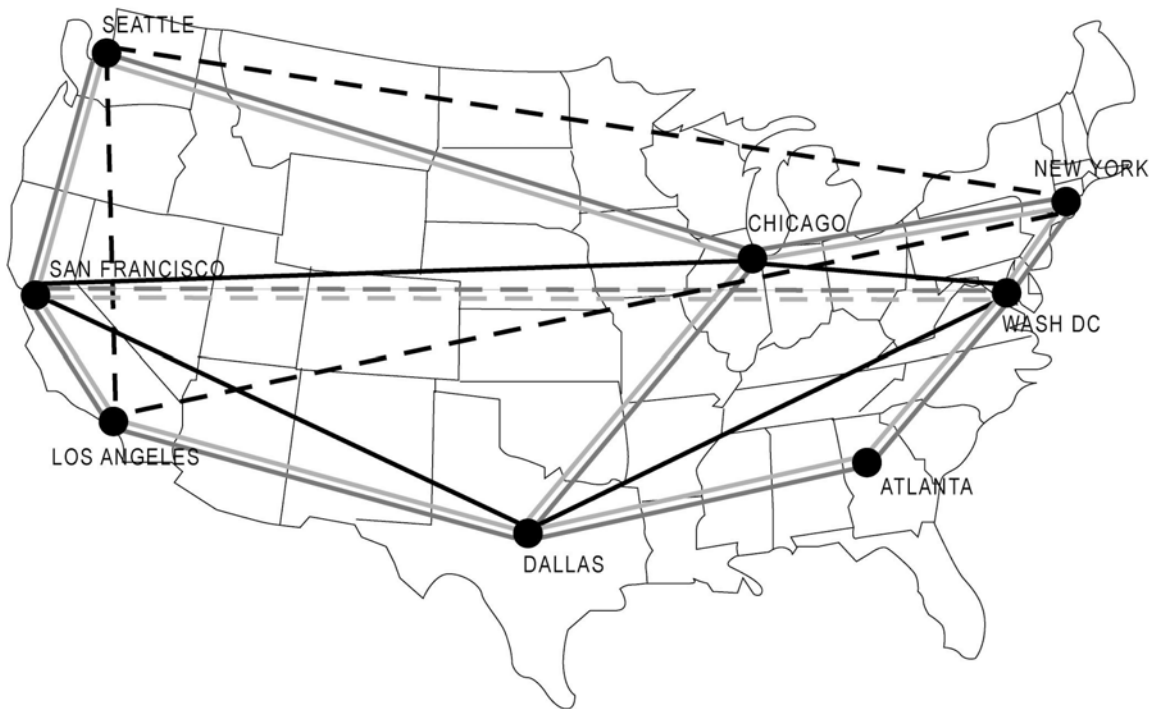 SEATTLE
NEW YORK
CHICAGO
SAN FRANCISCO
WASH DC
LOS ANGELES
ATLANTA
DALLAS